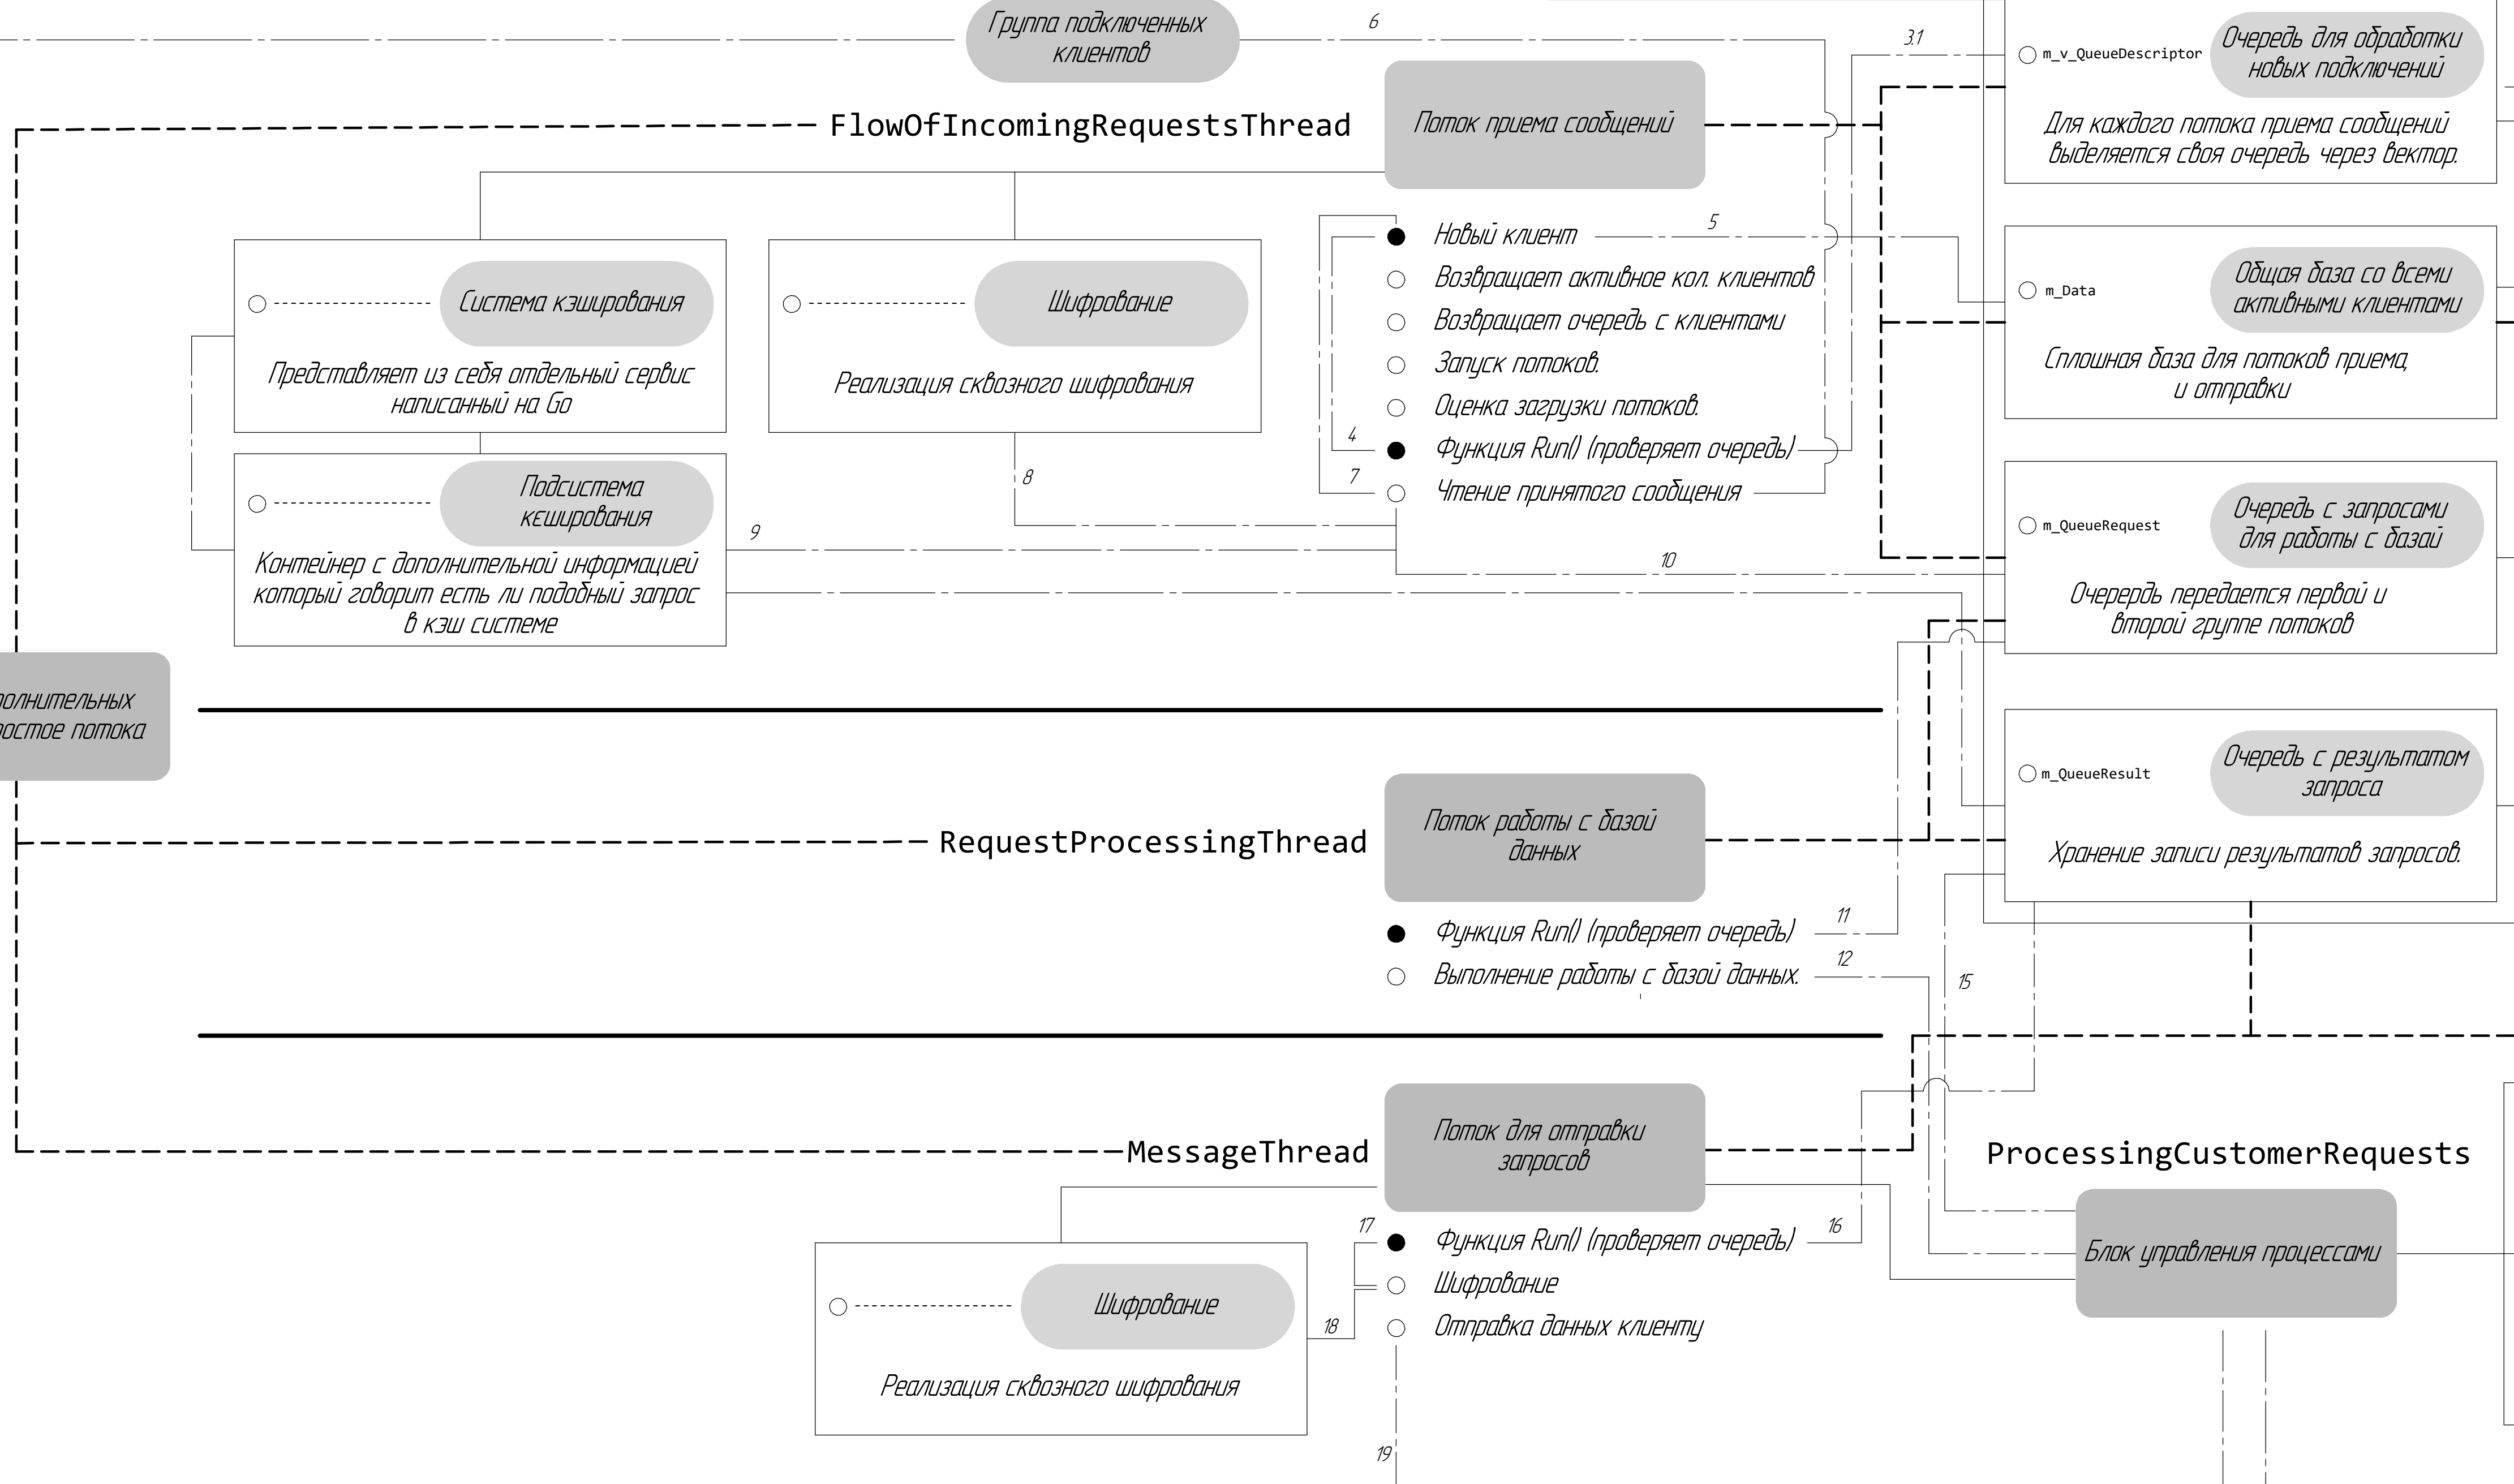 Группа подключенных
клиентов
6
3.1
m_v_QueueDescriptor
Очередь для обработки
новых подключений
Для каждого потока приема сообщений
выделяется своя очередь через вектор.
FlowOfIncomingRequestsThread
Поток приема сообщений
Новый клиент
5
Возвращает активное кол. клиентов
Возвращает очередь с клиентами
Запуск потоков.
Оценка загрузки потоков.
4
Функция Run() (проверяет очередь)
7
Чтение принятого сообщения
Система кэширования
Представляет из себя отдельный сервис
написанный на Go
Шифрование
Реализация сквозного шифрования
8
Подсистема
кеширования
Контейнер с дополнительной информацией
который говорит есть ли подобный запрос
в кэш системе
9
10
m_Data
Общая база со всеми
активными клиентами
Сплошная база для потоков приема,
и отправки
m_QueueRequest
Очередь с запросами
для работы с базай
Очерердь передается первой и
второй группе потоков
полнительных
ростое потока
m_QueueResult
Очередь с результатом
запроса
Хранение записи результатов запросов.
RequestProcessingThread
Поток работы с базой
данных
Функция Run() (проверяет очередь)
11
Выполнение работы с базой данных.
12
15
MessageThread
Поток для отправки
запросов
17
Функция Run() (проверяет очередь)
16
Шифрование
Отправка данных клиенту
18
19
Шифрование
Реализация сквозного шифрования
ProcessingCustomerRequests
Блок управления процессами